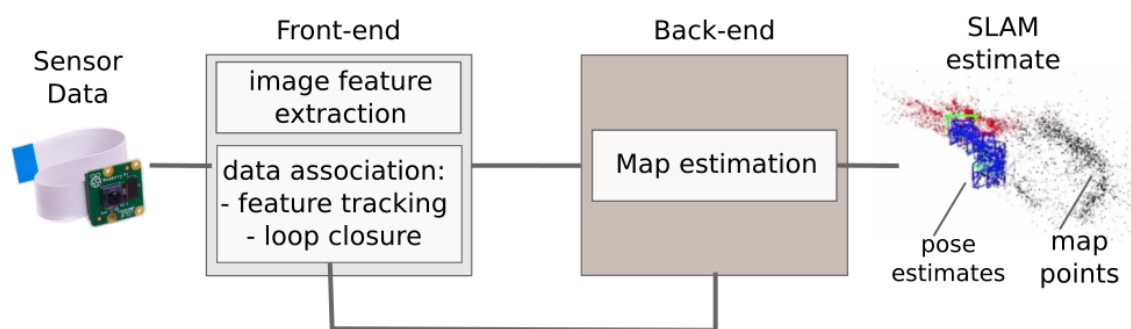 Sensor
Data
Front-end
image feature
extraction
data association:
- feature tracking
- loop closure
Back-end
Map estimation
SLAM
estimate
pose
estimates
map
points